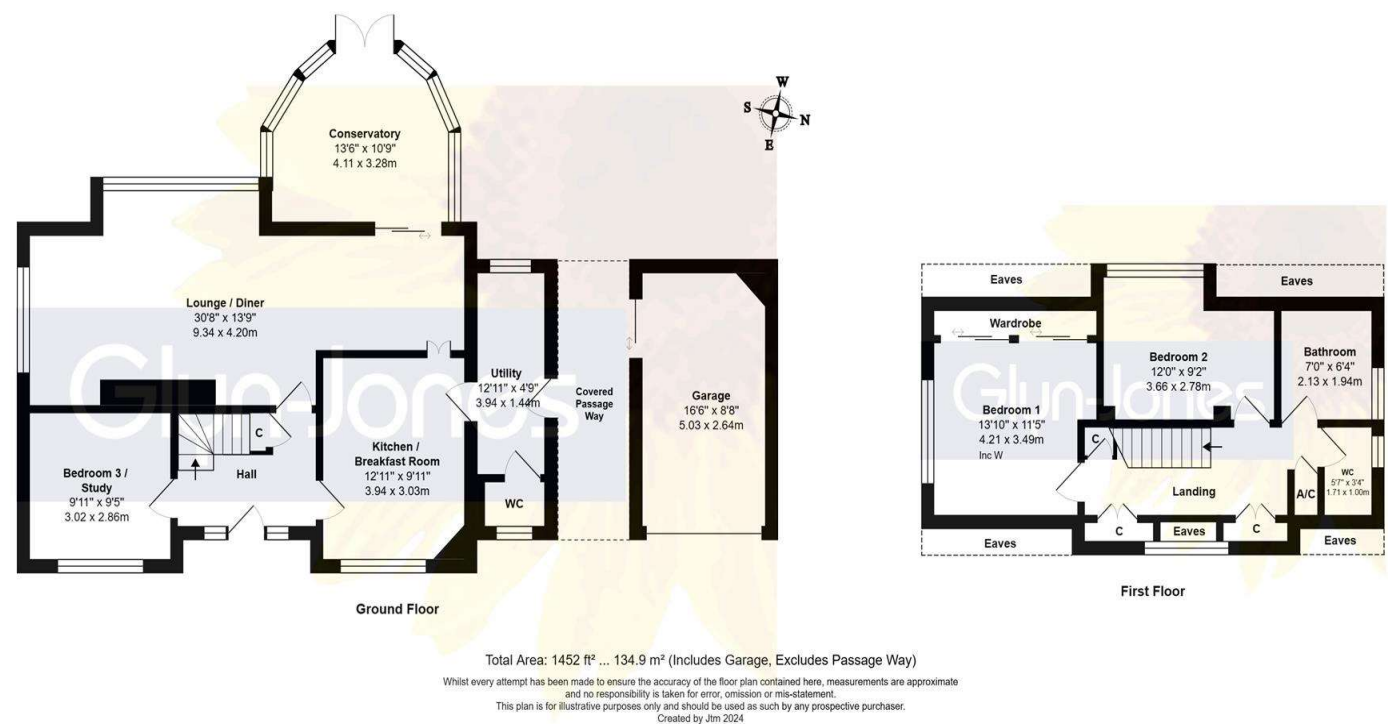 Conservatory
13'6" x 10'9"
4.11 x 3.28m
W
S
N
E
Lounge / Diner
30'8" x 13'9"
9.34 x 4.20m
Utility
12'11" x 4'9"
3.94 x 1.44m
Covered
Passage
Way
Garage
16'6" x 8'8"
5.03 x 2.64m
C
Kitchen /
Breakfast Room
12'11" x 9'11"
3.94 x 3.03m
Bedroom 3 /
Study
9'11" x 9'5"
3.02 x 2.86m
Hall
WC
Ground Floor
Glyn-Jones
Eaves
Eaves
Wardrobe
Bedroom 2
12'0" x 9'2"
3.66 x 2.78m
Bathroom
7'0" x 6'4"
2.13 x 1.94m
Bedroom 1
13'10" x 11'5"
4.21 x 3.49m
Inc W
C
Landing
A/C
WC
5'7" x 3'4"
1.71 x 1.00m
C
Eaves
C
Eaves
Eaves
First Floor
Glyn-Jones
Total Area: 1452 ft² ... 134.9 m² (Includes Garage, Excludes Passage Way)
Whilst every attempt has been made to ensure the accuracy of the floor plan contained here, measurements are approximate
and no responsibility is taken for error, omission or mis-statement.
This plan is for illustrative purposes only and should be used as such by any prospective purchaser.
Created by Jtm 2024